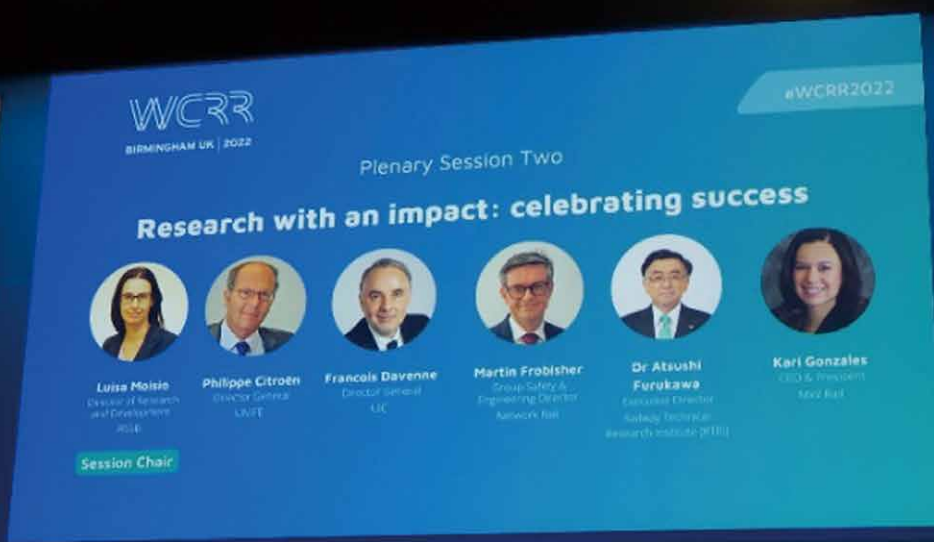 WCRR
BIRMINGHAM UK | 2022
#WCRR2022
Plenary Session Two
Research with an impact: celebrating success
Luisa Moisio
Director of Research
and Development
RSSB
Session Chair
Philippe Citroën
Director General
UNIFE
Francois Davenne
Director General
UIC
Martin Frobisher
Group Safety &
Engineering Director
Network Rail
Dr Atsushi
Furukawa
Executive Director
Railway Technical
Research Institute (RTRI)
Kari Gonzales
CEO & President
MxV Rail